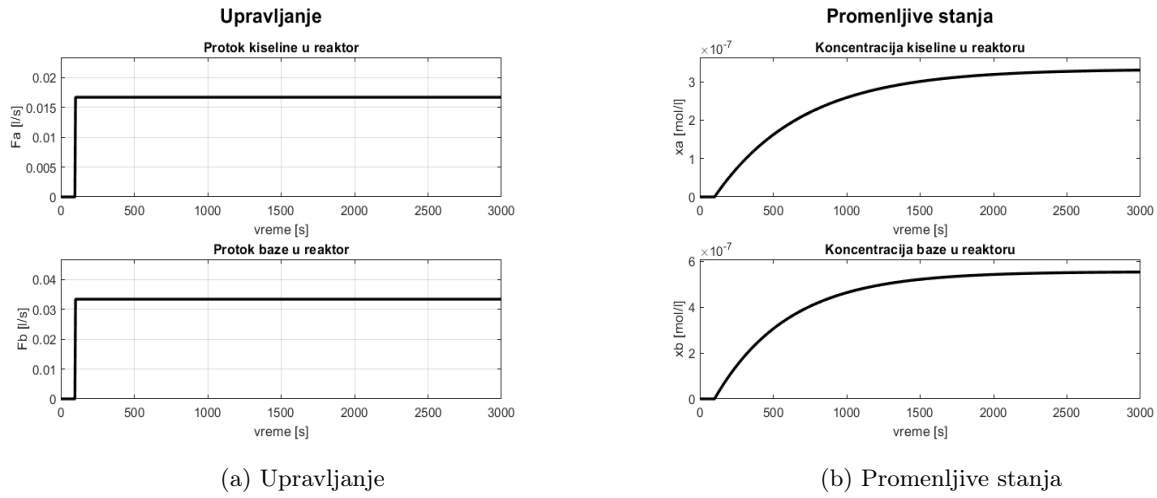 Upravljanje
Protok kiseline u reaktor
Fa [l/s]
0.02
0.015
0.01
0.005
0
0 500 1000 1500 2000 2500 3000
vreme [s]
Protok baze u reaktor
Fb [l/s]
0.04
0.03
0.02
0.01
0
0 500 1000 1500 2000 2500 3000
vreme [s]
(a) Upravljanje
Promenljive stanja
×10⁻⁷
Koncentracija kiseline u reaktoru
xa [mol/l]
3
2
1
0
0 500 1000 1500 2000 2500 3000
vreme [s]
×10⁻⁷
Koncentracija baze u reaktoru
xb [mol/l]
6
4
2
0
0 500 1000 1500 2000 2500 3000
vreme [s]
(b) Promenljive stanja